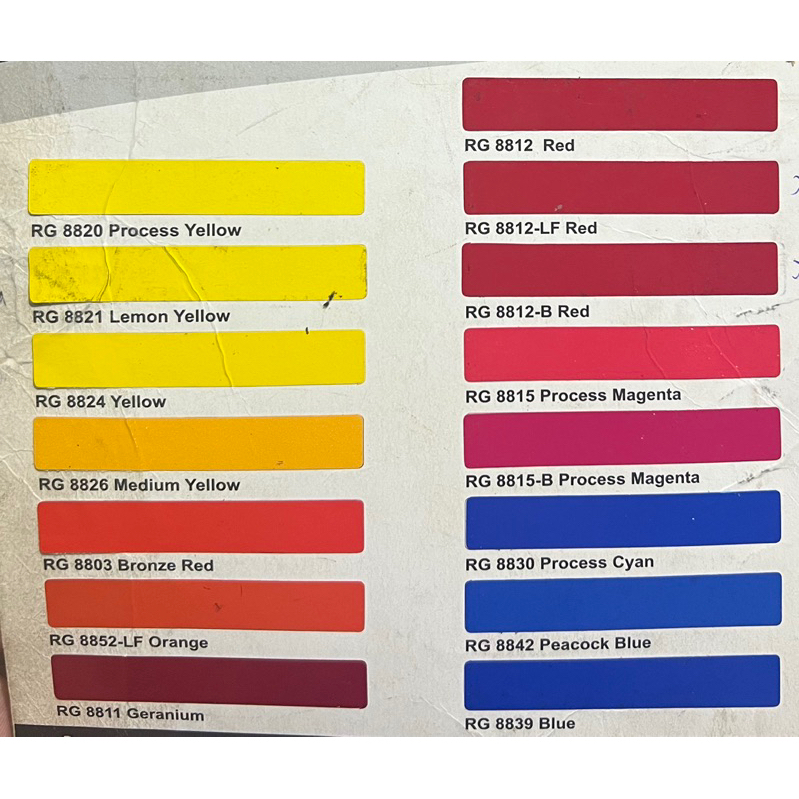 RG 8820 Process Yellow
RG 8821 Lemon Yellow
RG 8824 Yellow
RG 8826 Medium Yellow
RG 8803 Bronze Red
RG 8852-LF Orange
RG 8811 Geranium
RG 8812 Red
RG 8812-LF Red
RG 8812-B Red
RG 8815 Process Magenta
RG 8815-B Process Magenta
RG 8830 Process Cyan
RG 8842 Peacock Blue
RG 8839 Blue